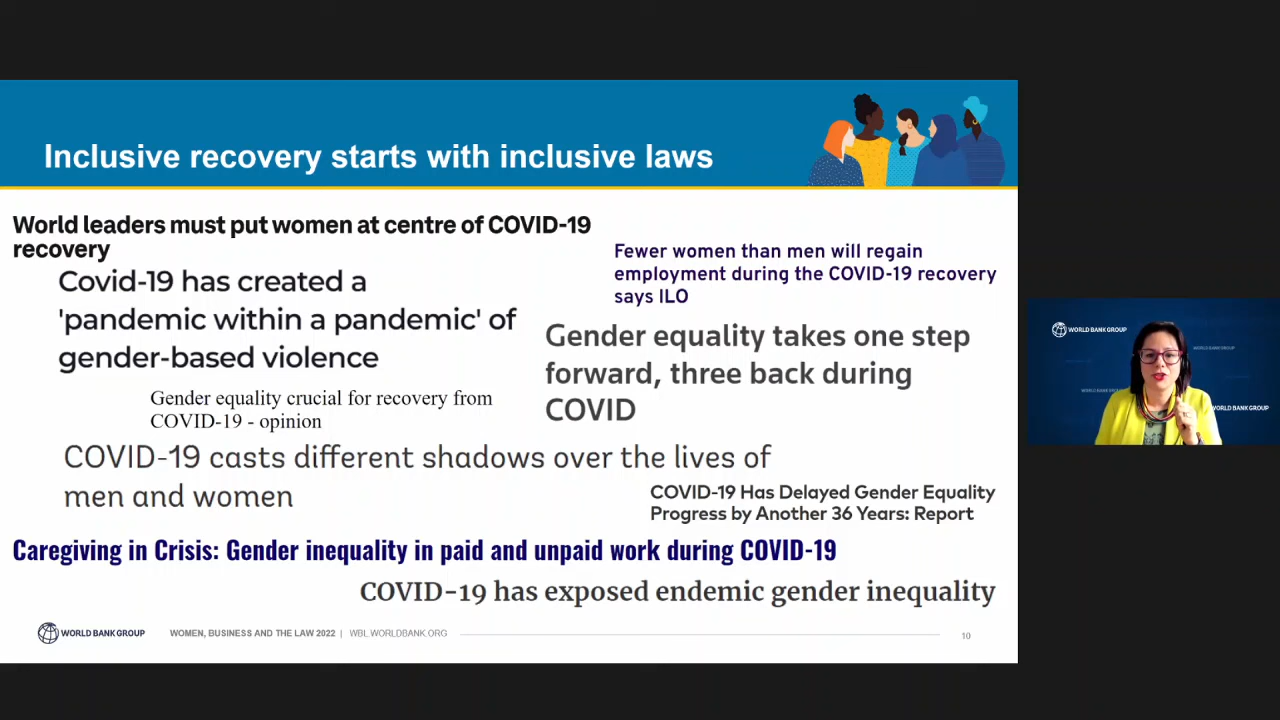 Inclusive recovery starts with inclusive laws
World leaders must put women at centre of COVID-19
recovery
Fewer women than men will regain
employment during the COVID-19 recovery
says ILO
Covid-19 has created a
'pandemic within a pandemic' of
gender-based violence
Gender equality takes one step
forward, three back during
COVID
Gender equality crucial for recovery from
COVID-19 - opinion
COVID-19 casts different shadows over the lives of
men and women
COVID-19 Has Delayed Gender Equality
Progress by Another 36 Years: Report
Caregiving in Crisis: Gender inequality in paid and unpaid work during COVID-19
COVID-19 has exposed endemic gender inequality
WORLD BANK GROUP
WOMEN, BUSINESS AND THE LAW 2022 | WBL.WORLDBANK.ORG
10
WORLD BANK GROUP
WORLD BANK GROUP
WORLD BANK GROUP